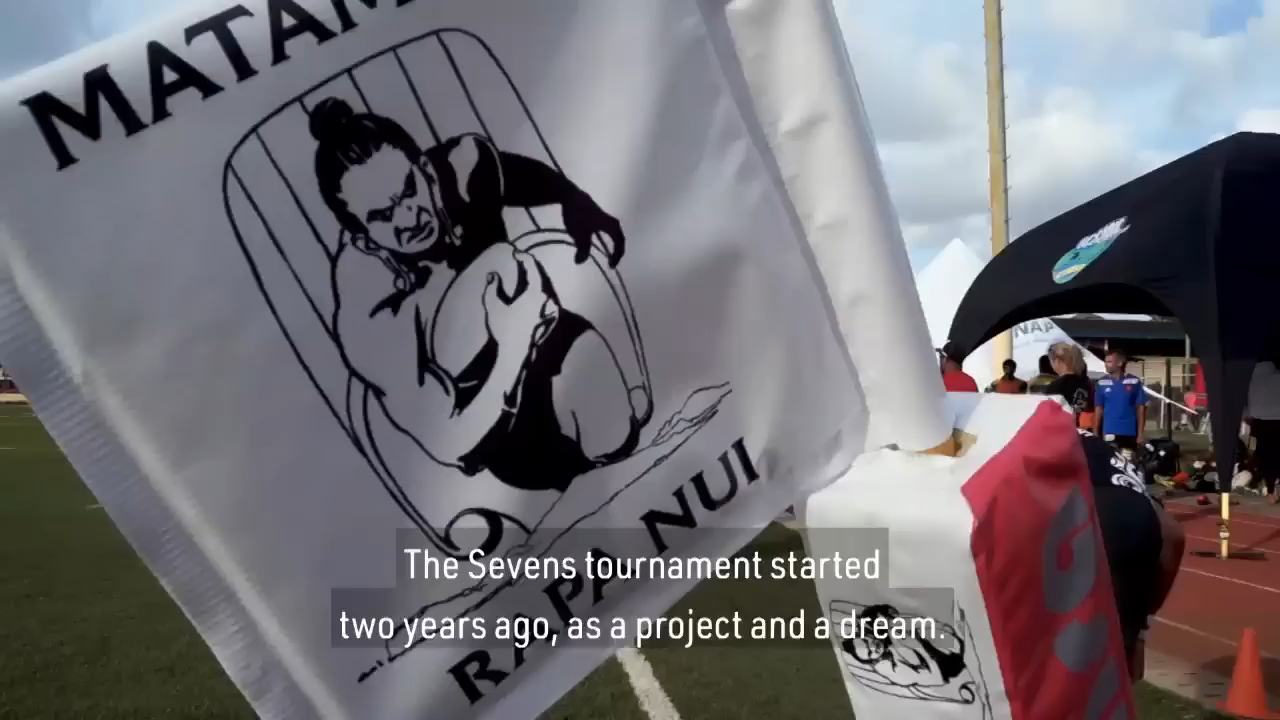 MATAM
RAPA NUI
The Sevens tournament started
two years ago, as a project and a dream.